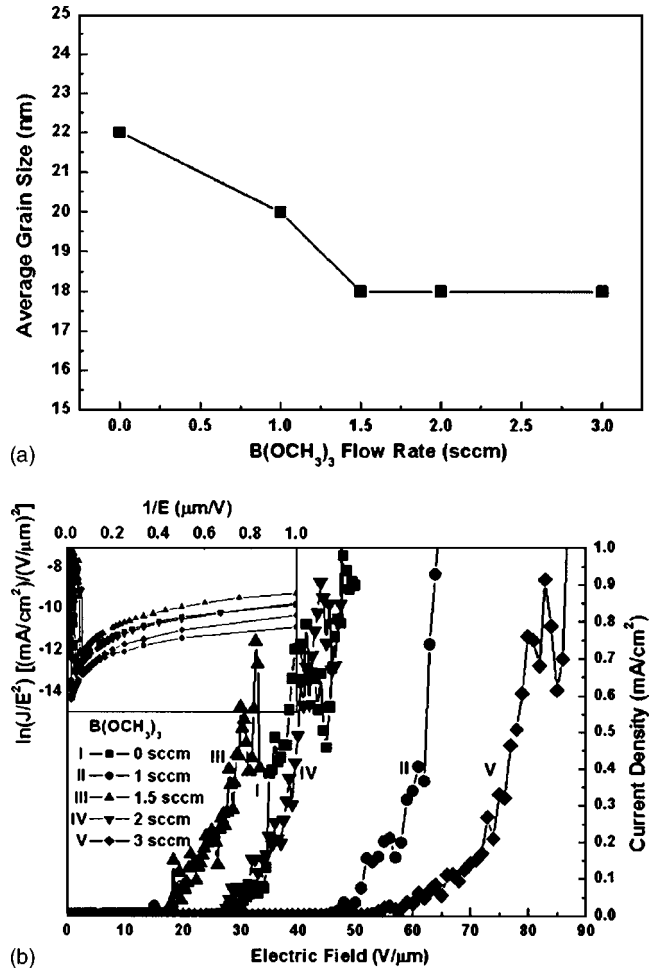 25
24
23
22
21
20
19
18
17
16
15
Average Grain Size (nm)
0.0 0.5 1.0 1.5 2.0 2.5 3.0
B(OCH3)3 Flow Rate (sccm)
(a)
1/E (μm/V)
0.0 0.2 0.4 0.6 0.8 1.0
-8
-10
-12
-14
ln(J/E²) [(mA/cm²)/(V/μm)²]
1.0
0.9
0.8
0.7
0.6
0.5
0.4
0.3
0.2
0.1
0.0
Current Density (mA/cm²)
B(OCH3)3
I 0 sccm
II 1 sccm
III 1.5 sccm
IV 2 sccm
V 3 sccm
III
I
IV
II
V
0 10 20 30 40 50 60 70 80 90
Electric Field (V/μm)
(b)